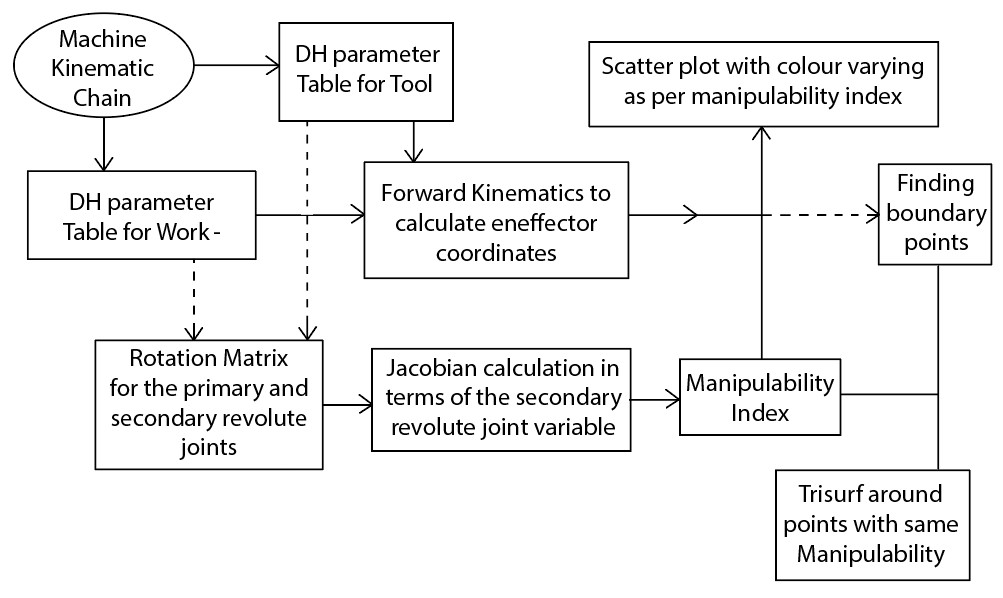 Machine
Kinematic
Chain
DH parameter
Table for Tool
Scatter plot with colour varying
as per manipulability index
DH parameter
Table for Work -
Forward Kinematics to
calculate eneffector
coordinates
Finding
boundary
points
Rotation Matrix
for the primary and
secondary revolute
joints
Jacobian calculation in
terms of the secondary
revolute joint variable
Manipulability
Index
Trisurf around
points with same
Manipulability